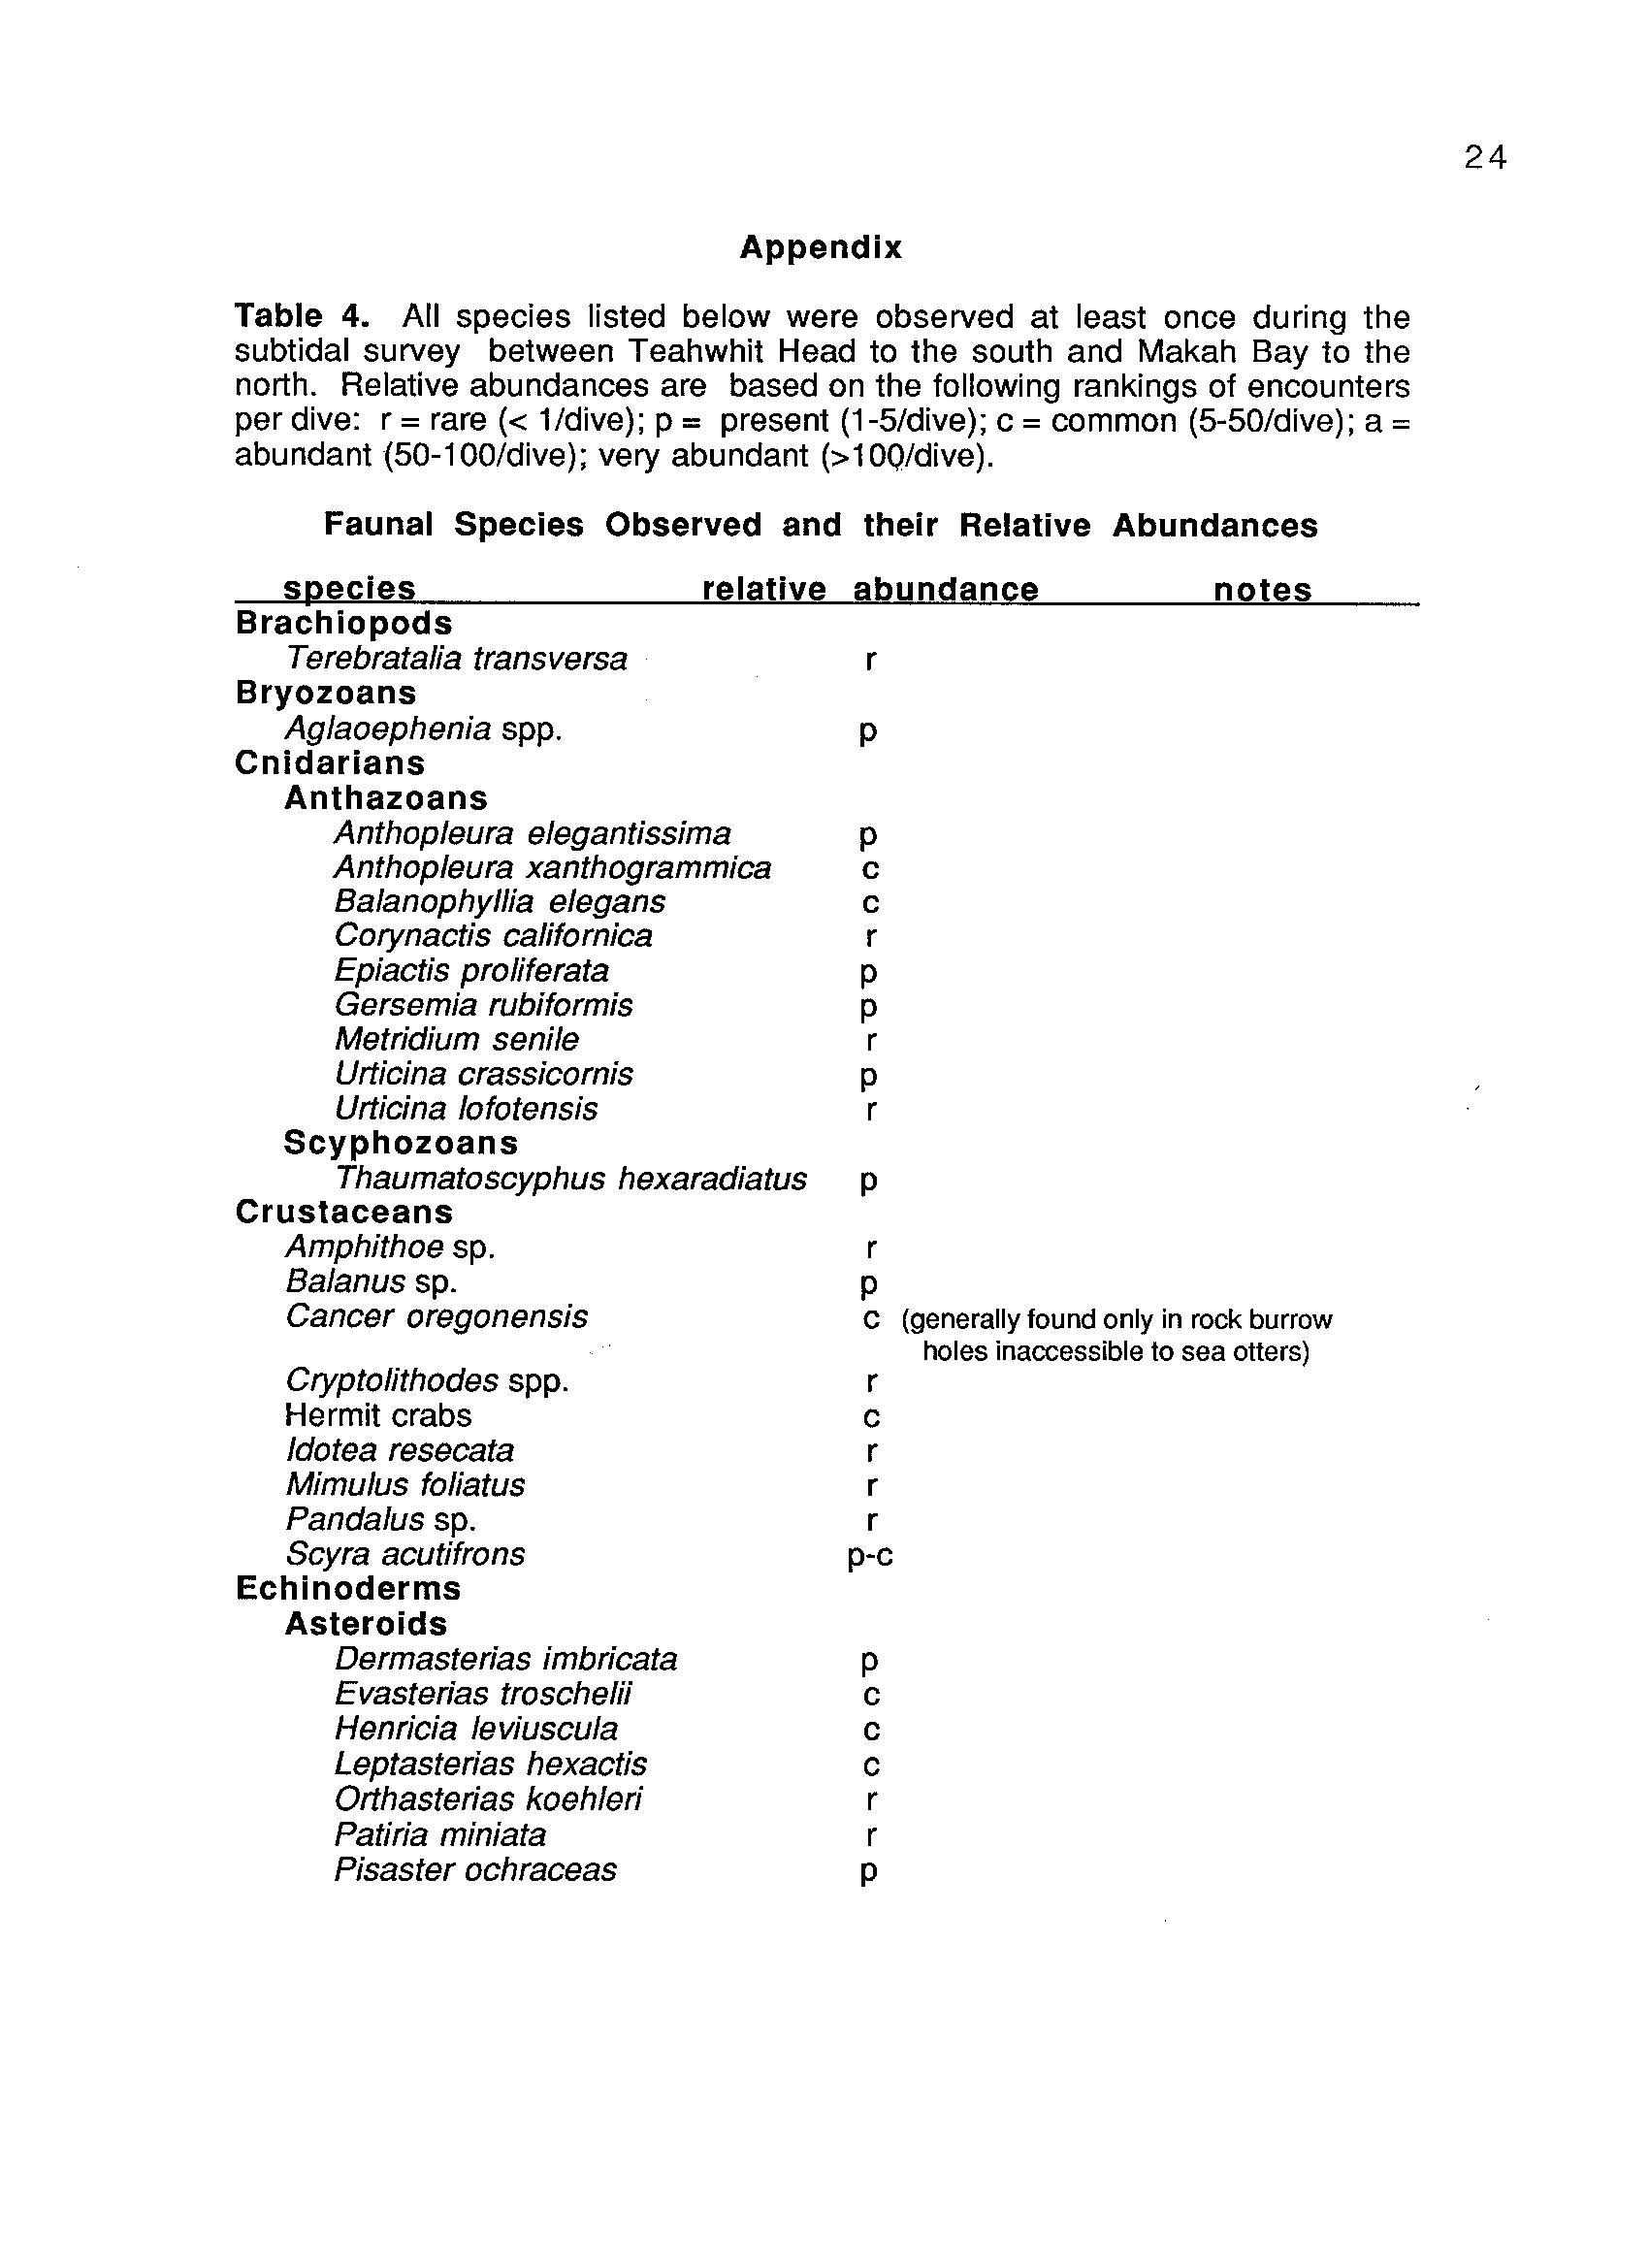 24
Appendix
Table 4. All species listed below were observed at least once during the
subtidal survey between Teahwhit Head to the south and Makah Bay to the
north. Relative abundances are based on the following rankings of encounters
per dive: r = rare (< 1/dive); p = present (1-5/dive); c = common (5-50/dive); a =
abundant (50-100/dive); very abundant (>100/dive).
Faunal Species Observed and their Relative Abundances
species relative abundance notes
Brachiopods
Terebratalia transversa r
Bryozoans
Aglaoephenia spp. p
Cnidarians
Anthazoans
Anthopleura elegantissima p
Anthopleura xanthogrammica c
Balanophyllia elegans c
Corynactis californica r
Epiactis proliferata p
Gersemia rubiformis p
Metridium senile r
Urticina crassicornis p
Urticina lofotensis r
Scyphozoans
Thaumatoscyphus hexaradiatus p
Crustaceans
Amphithoe sp. r
Balanus sp. p
Cancer oregonensis c (generally found only in rock burrow
holes inaccessible to sea otters)
Cryptolithodes spp. r
Hermit crabs c
Idotea resecata r
Mimulus foliatus r
Pandalus sp. r
Scyra acutifrons p-c
Echinoderms
Asteroids
Dermasterias imbricata p
Evasterias troschelii c
Henricia leviuscula c
Leptasterias hexactis c
Orthasterias koehleri r
Patiria miniata r
Pisaster ochraceas p